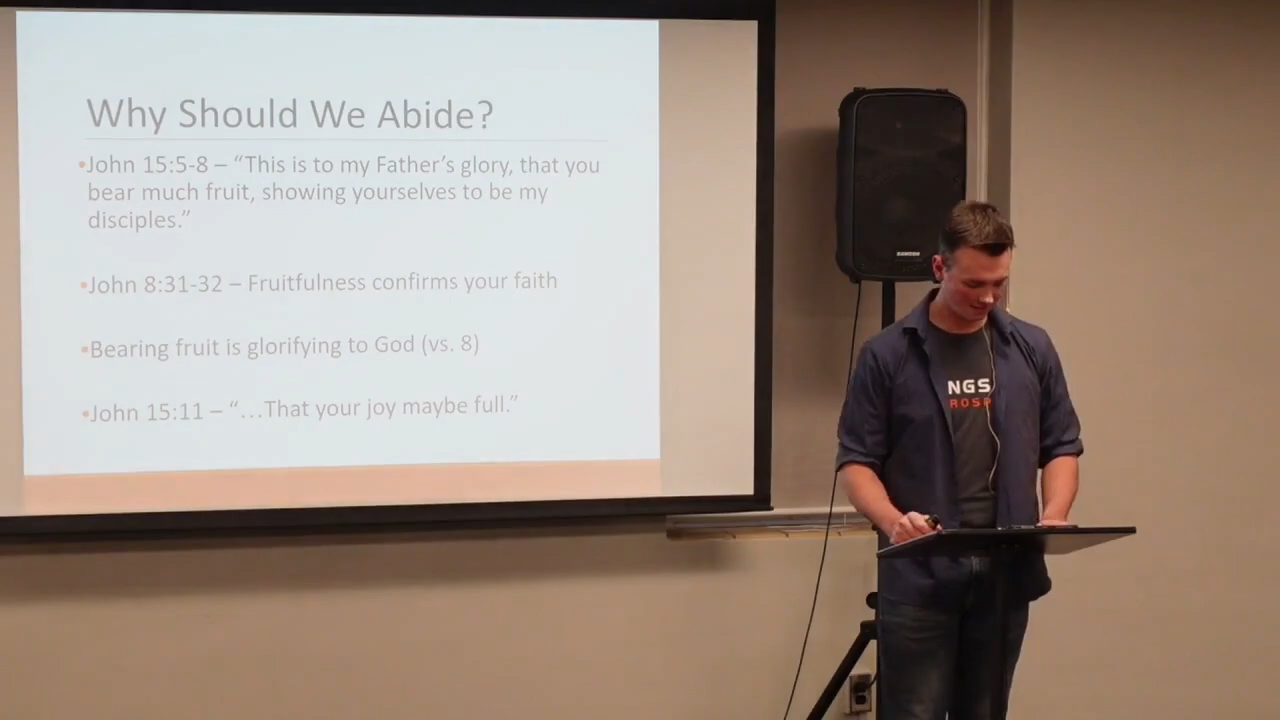 Why Should We Abide?
•John 15:5-8 – “This is to my Father’s glory, that you
bear much fruit, showing yourselves to be my
disciples.”
•John 8:31-32 – Fruitfulness confirms your faith
•Bearing fruit is glorifying to God (vs. 8)
•John 15:11 – “…That your joy maybe full.”
SAMSON
NGS
ROSP